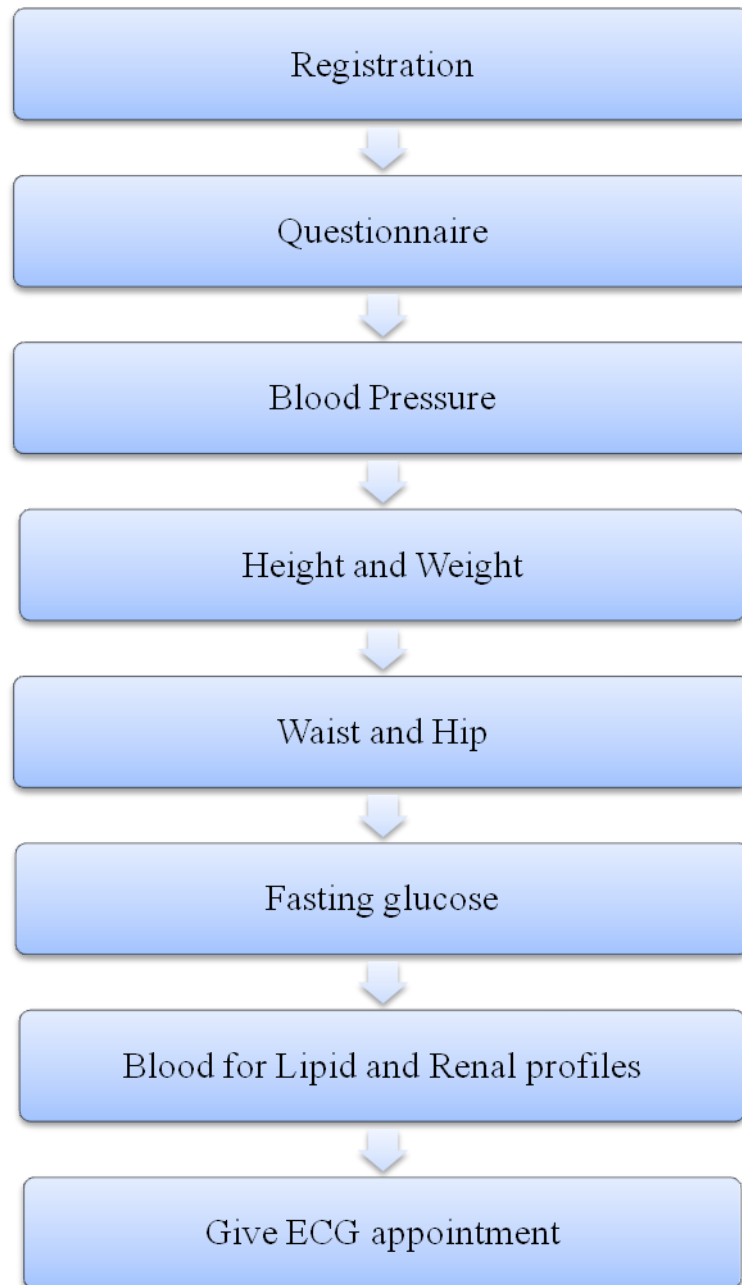 Registration
Questionnaire
Blood Pressure
Height and Weight
Waist and Hip
Fasting glucose
Blood for Lipid and Renal profiles
Give ECG appointment